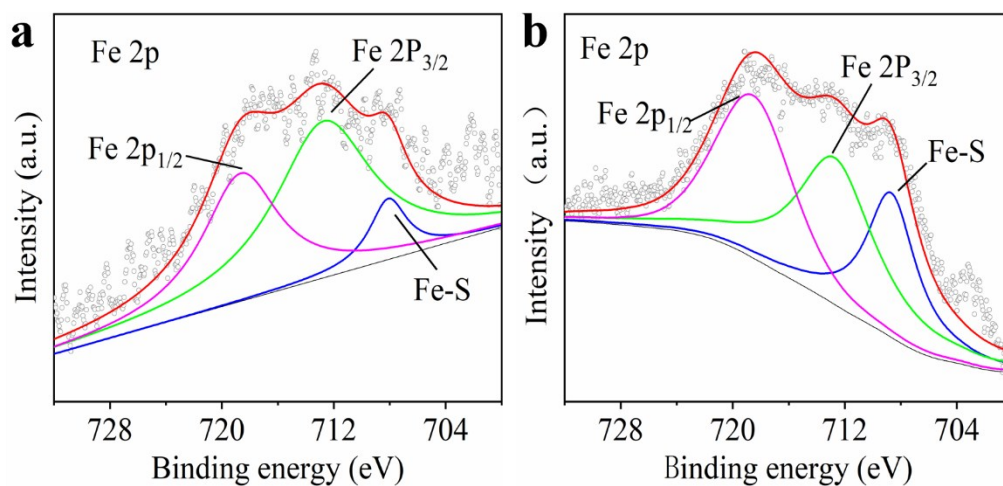 a
Fe 2p
Fe 2P3/2
Fe 2p1/2
Fe-S
Intensity (a.u.)
728 720 712 704
Binding energy (eV)
b
Fe 2p
Fe 2P3/2
Fe 2p1/2
Fe-S
Intensity (a.u.)
728 720 712 704
Binding energy (eV)